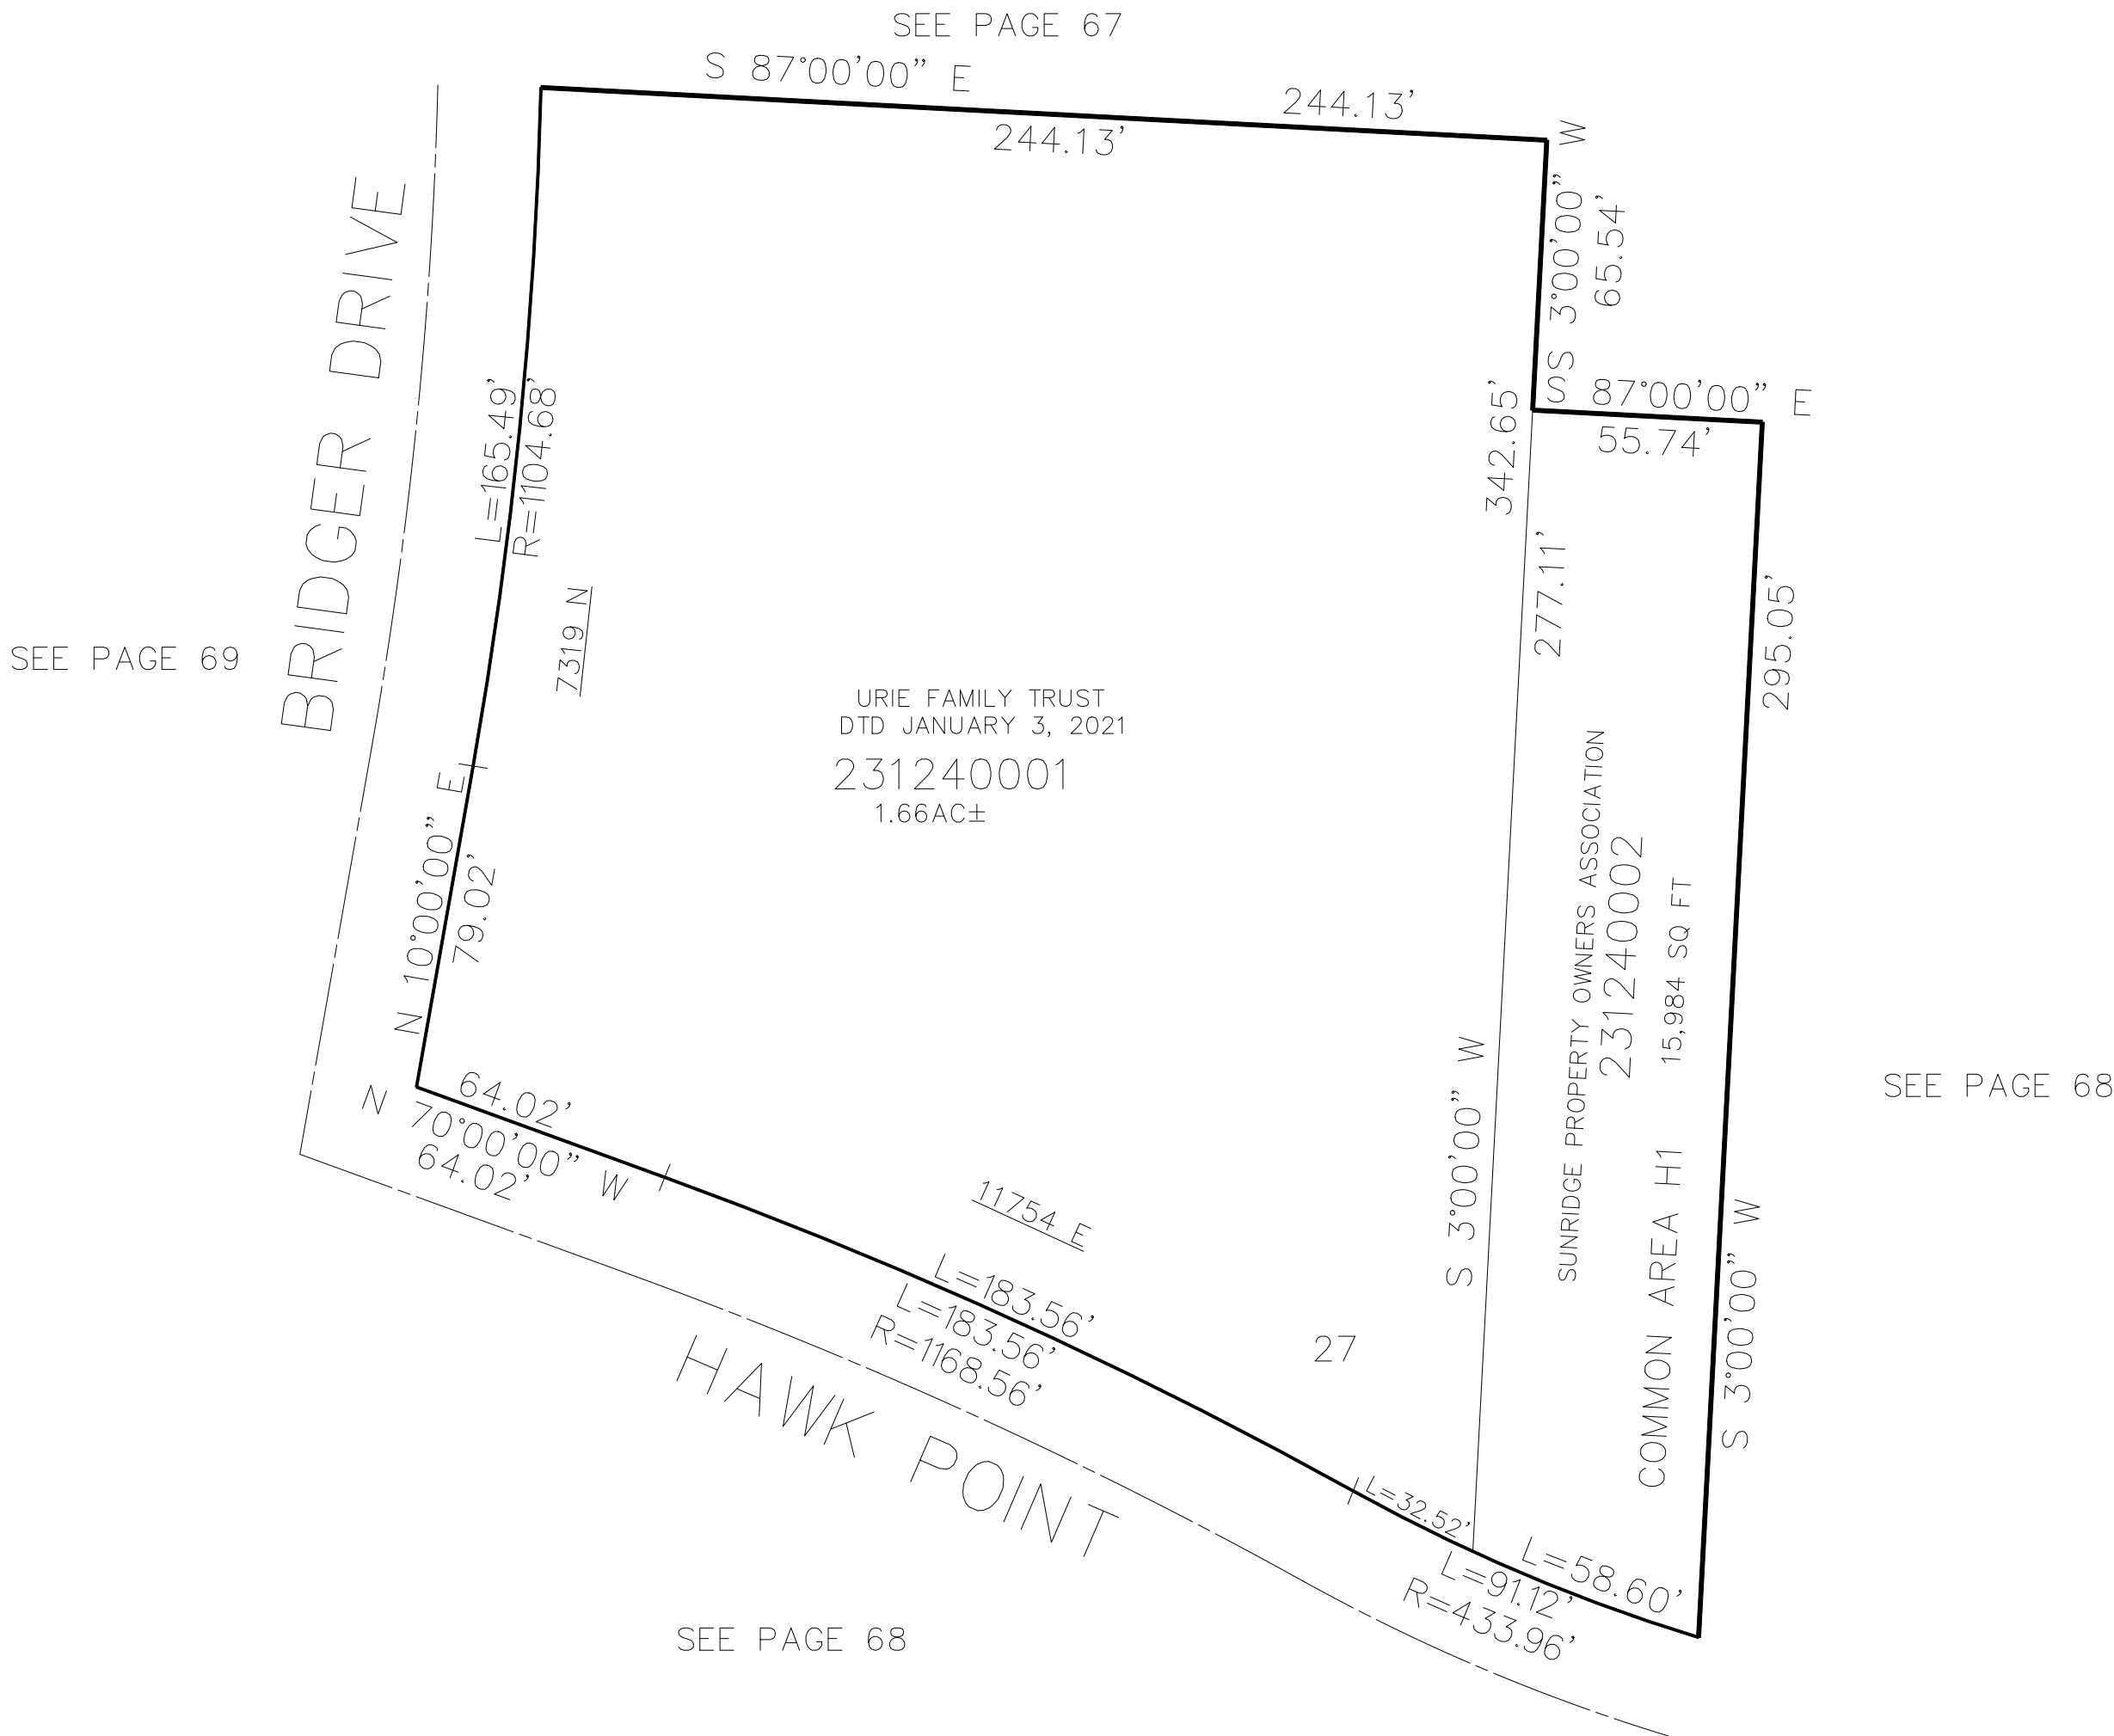 SEE PAGE 67
S 87°00'00" E
244.13'
244.13'
S 3°00'00" W
65.54'
S 87°00'00" E
55.74'
342.65'
277.11'
295.05'
BRIDGER DRIVE
L=165.49'
R=1104.68'
7319 N
SEE PAGE 69
URIE FAMILY TRUST
DTD JANUARY 3, 2021
231240001
1.66AC±
N 10°00'00" E
79.02'
SUNRIDGE PROPERTY OWNERS ASSOCIATION
231240002
15,984 SQ FT
COMMON AREA H1
S 3°00'00" W
S 3°00'00" W
SEE PAGE 68
64.02'
N 70°00'00" W
64.02'
11754 E
L=183.56'
L=183.56'
R=1168.56'
27
HAWK POINT
L=32.52'
L=58.60'
L=91.12'
R=433.96'
SEE PAGE 68